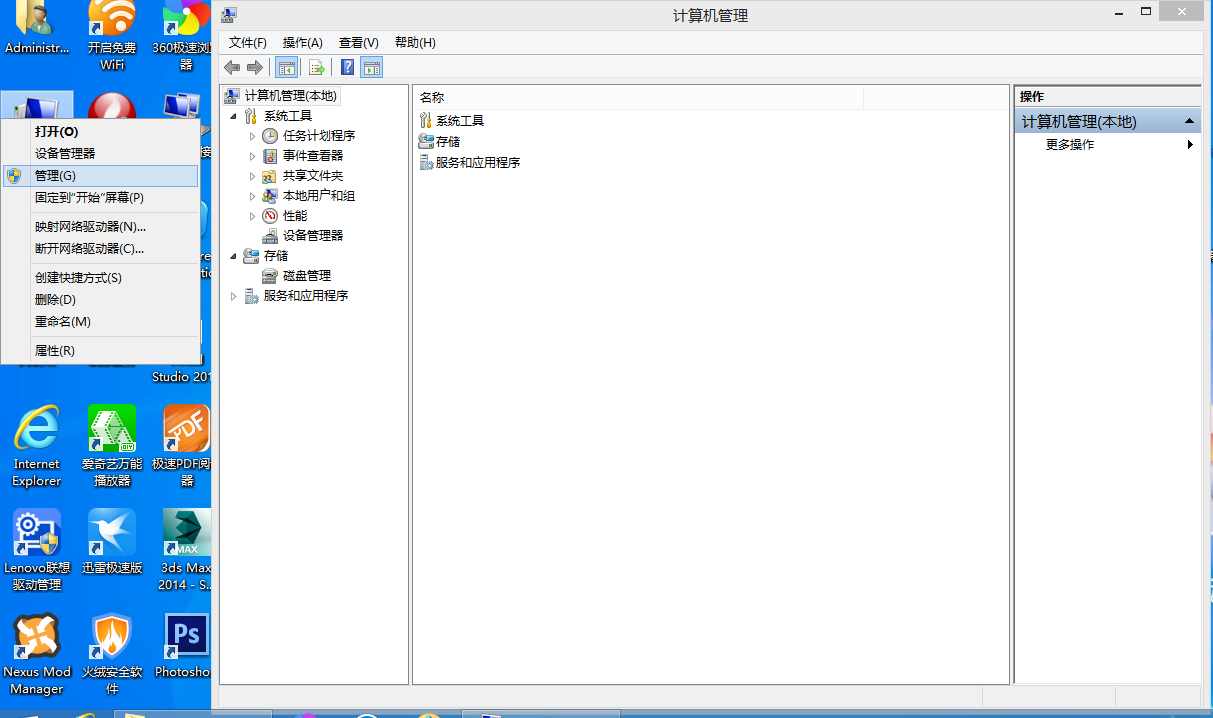 Administr...
开启免费
WiFi
360极速浏
器
打开(O)
设备管理器
管理(G)
固定到"开始"屏幕(P)
映射网络驱动器(N)...
断开网络驱动器(C)...
创建快捷方式(S)
删除(D)
重命名(M)
属性(R)
Studio 201
Internet
Explorer
爱奇艺万能
播放器
极速PDF阅
器
Lenovo联想
驱动管理
迅雷极速版
3ds Max
2014 - S...
Nexus Mod
Manager
火绒安全软
件
Photosho
计算机管理
文件(F)
操作(A)
查看(V)
帮助(H)
计算机管理(本地)
系统工具
任务计划程序
事件查看器
共享文件夹
本地用户和组
性能
设备管理器
存储
磁盘管理
服务和应用程序
名称
系统工具
存储
服务和应用程序
操作
计算机管理(本地)
更多操作
PDF
MAX
Ps